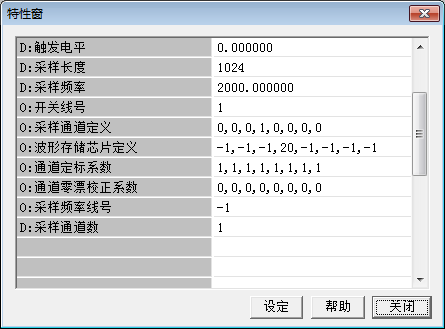 特性窗
D:触发电平 0.000000
D:采样长度 1024
D:采样频率 2000.000000
O:开关线号 1
O:采样通道定义 0,0,0,1,0,0,0,0
O:波形存储芯片定义 -1,-1,-1,20,-1,-1,-1,-1
O:通道定标系数 1,1,1,1,1,1,1,1
O:通道零漂校正系数 0,0,0,0,0,0,0,0
O:采样频率线号 -1
D:采样通道数 1
设定 帮助 关闭